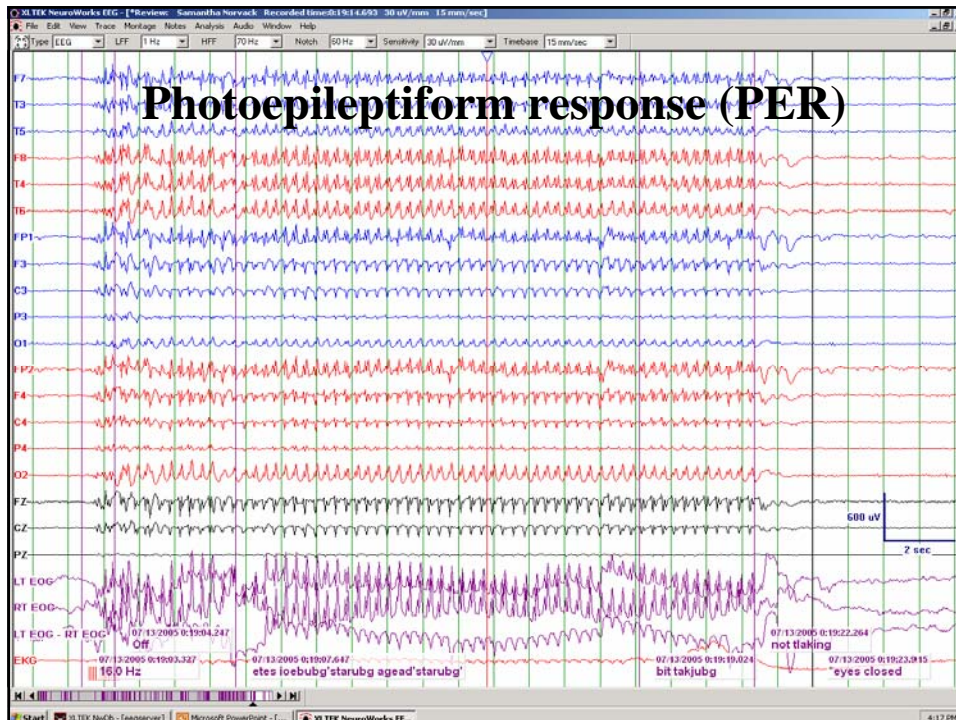 XLTEK NeuroWorks EEG - [*Review: Samantha Norvack Recorded time:0:19:14.693 30 uV/mm 15 mm/sec]
File Edit View Trace Montage Notes Analysis Audio Window Help
Type EEG LFF 1 Hz HFF 70 Hz Notch 60 Hz Sensitivity 30 uV/mm Timebase 15 mm/sec
Photoepileptiform response (PER)
F7
T3
T5
F8
T4
T6
FP1
F3
C3
P3
O1
FP2
F4
C4
P4
O2
FZ
CZ
PZ
600 uV
2 sec
LT EOG
RT EOG
LT EOG - RT EOG
07/13/2005 0:19:04.247
Off
07/13/2005 0:19:22.264
not tlaking
EKG
07/13/2005 0:19:03.327
16.0 Hz
07/13/2005 0:19:07.647
etes ioebubg'starubg agead'starubg'
07/13/2005 0:19:19.024
bit takjubg
07/13/2005 0:19:23.915
"eyes closed
Start XLTEK NwDb - [eegserver] Microsoft PowerPoint - [... XLTEK NeuroWorks EE... 4:17 PM